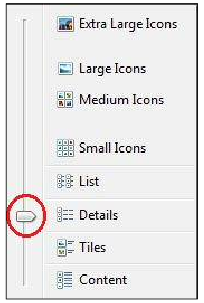 Extra Large Icons
Large Icons
Medium Icons
Small Icons
List
Details
Tiles
Content